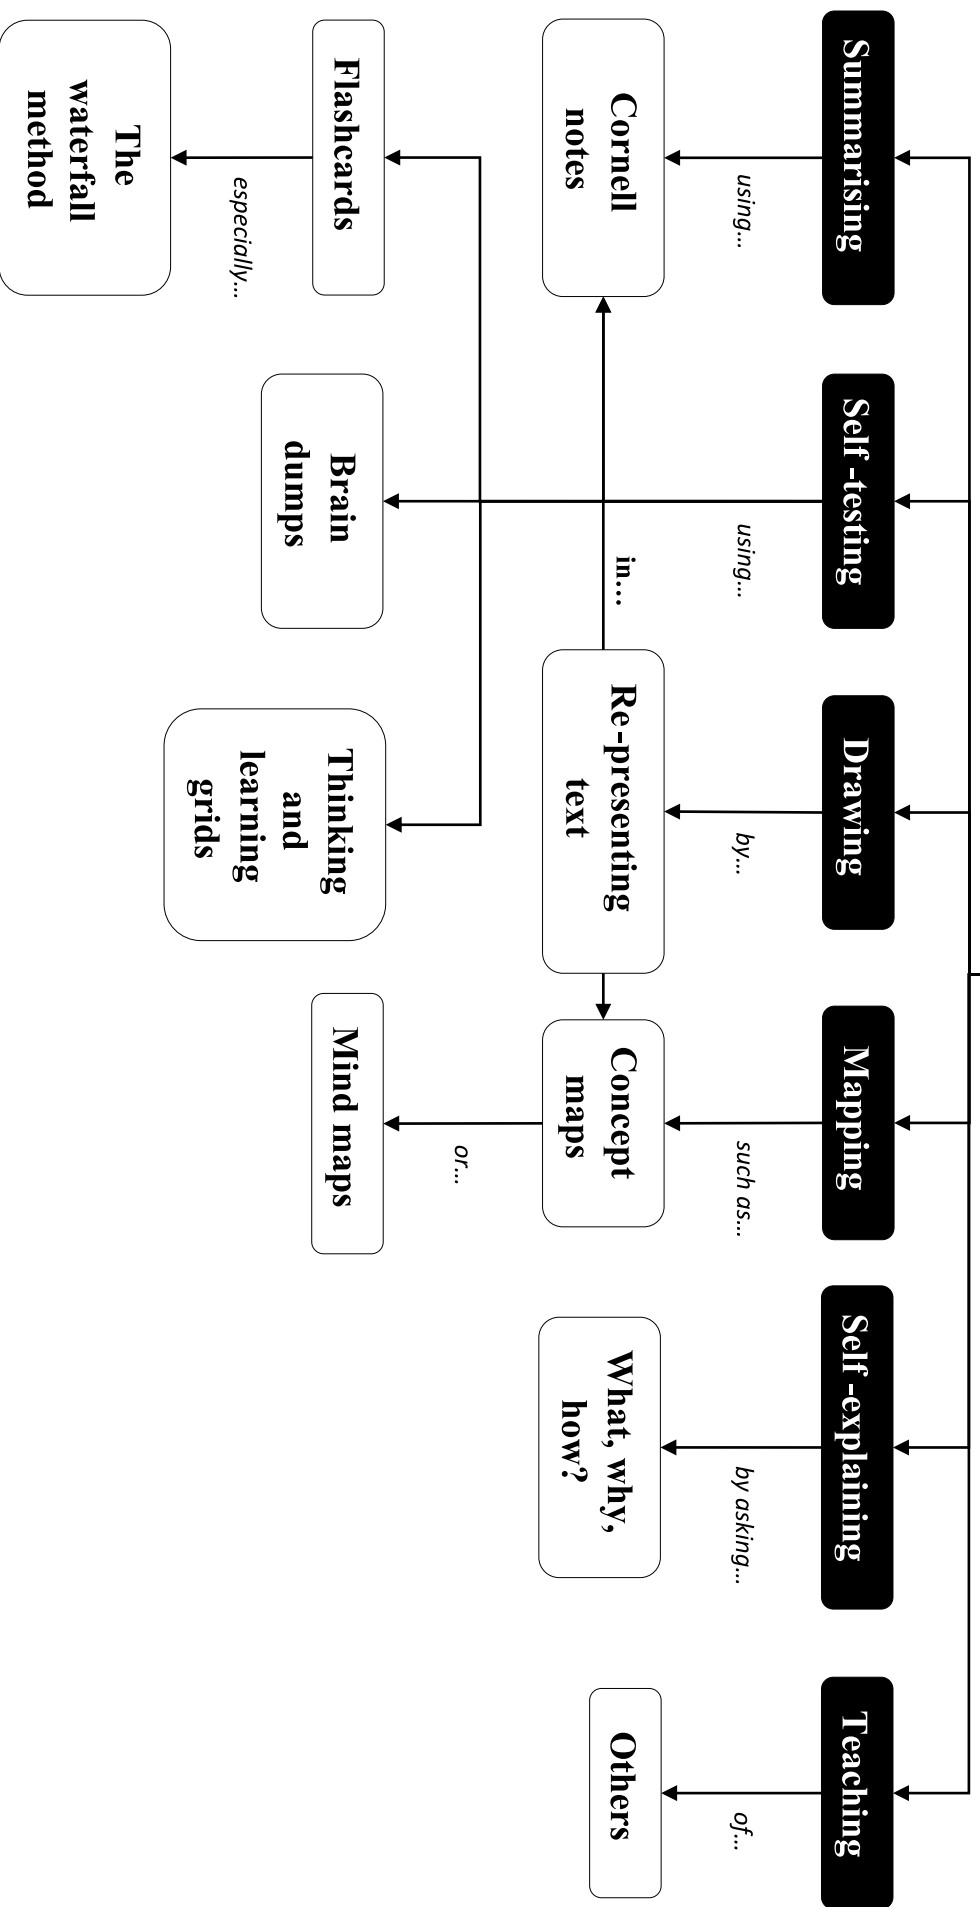 Summarising
Self -testing
Drawing
Mapping
Self -explaining
Teaching
using...
using...
by...
such as...
by asking...
of...
Cornell
notes
in...
Re-presenting
text
Concept
maps
What, why,
how?
Others
or...
Flashcards
Brain
dumps
Thinking
and
learning
grids
Mind maps
especially...
The
waterfall
method